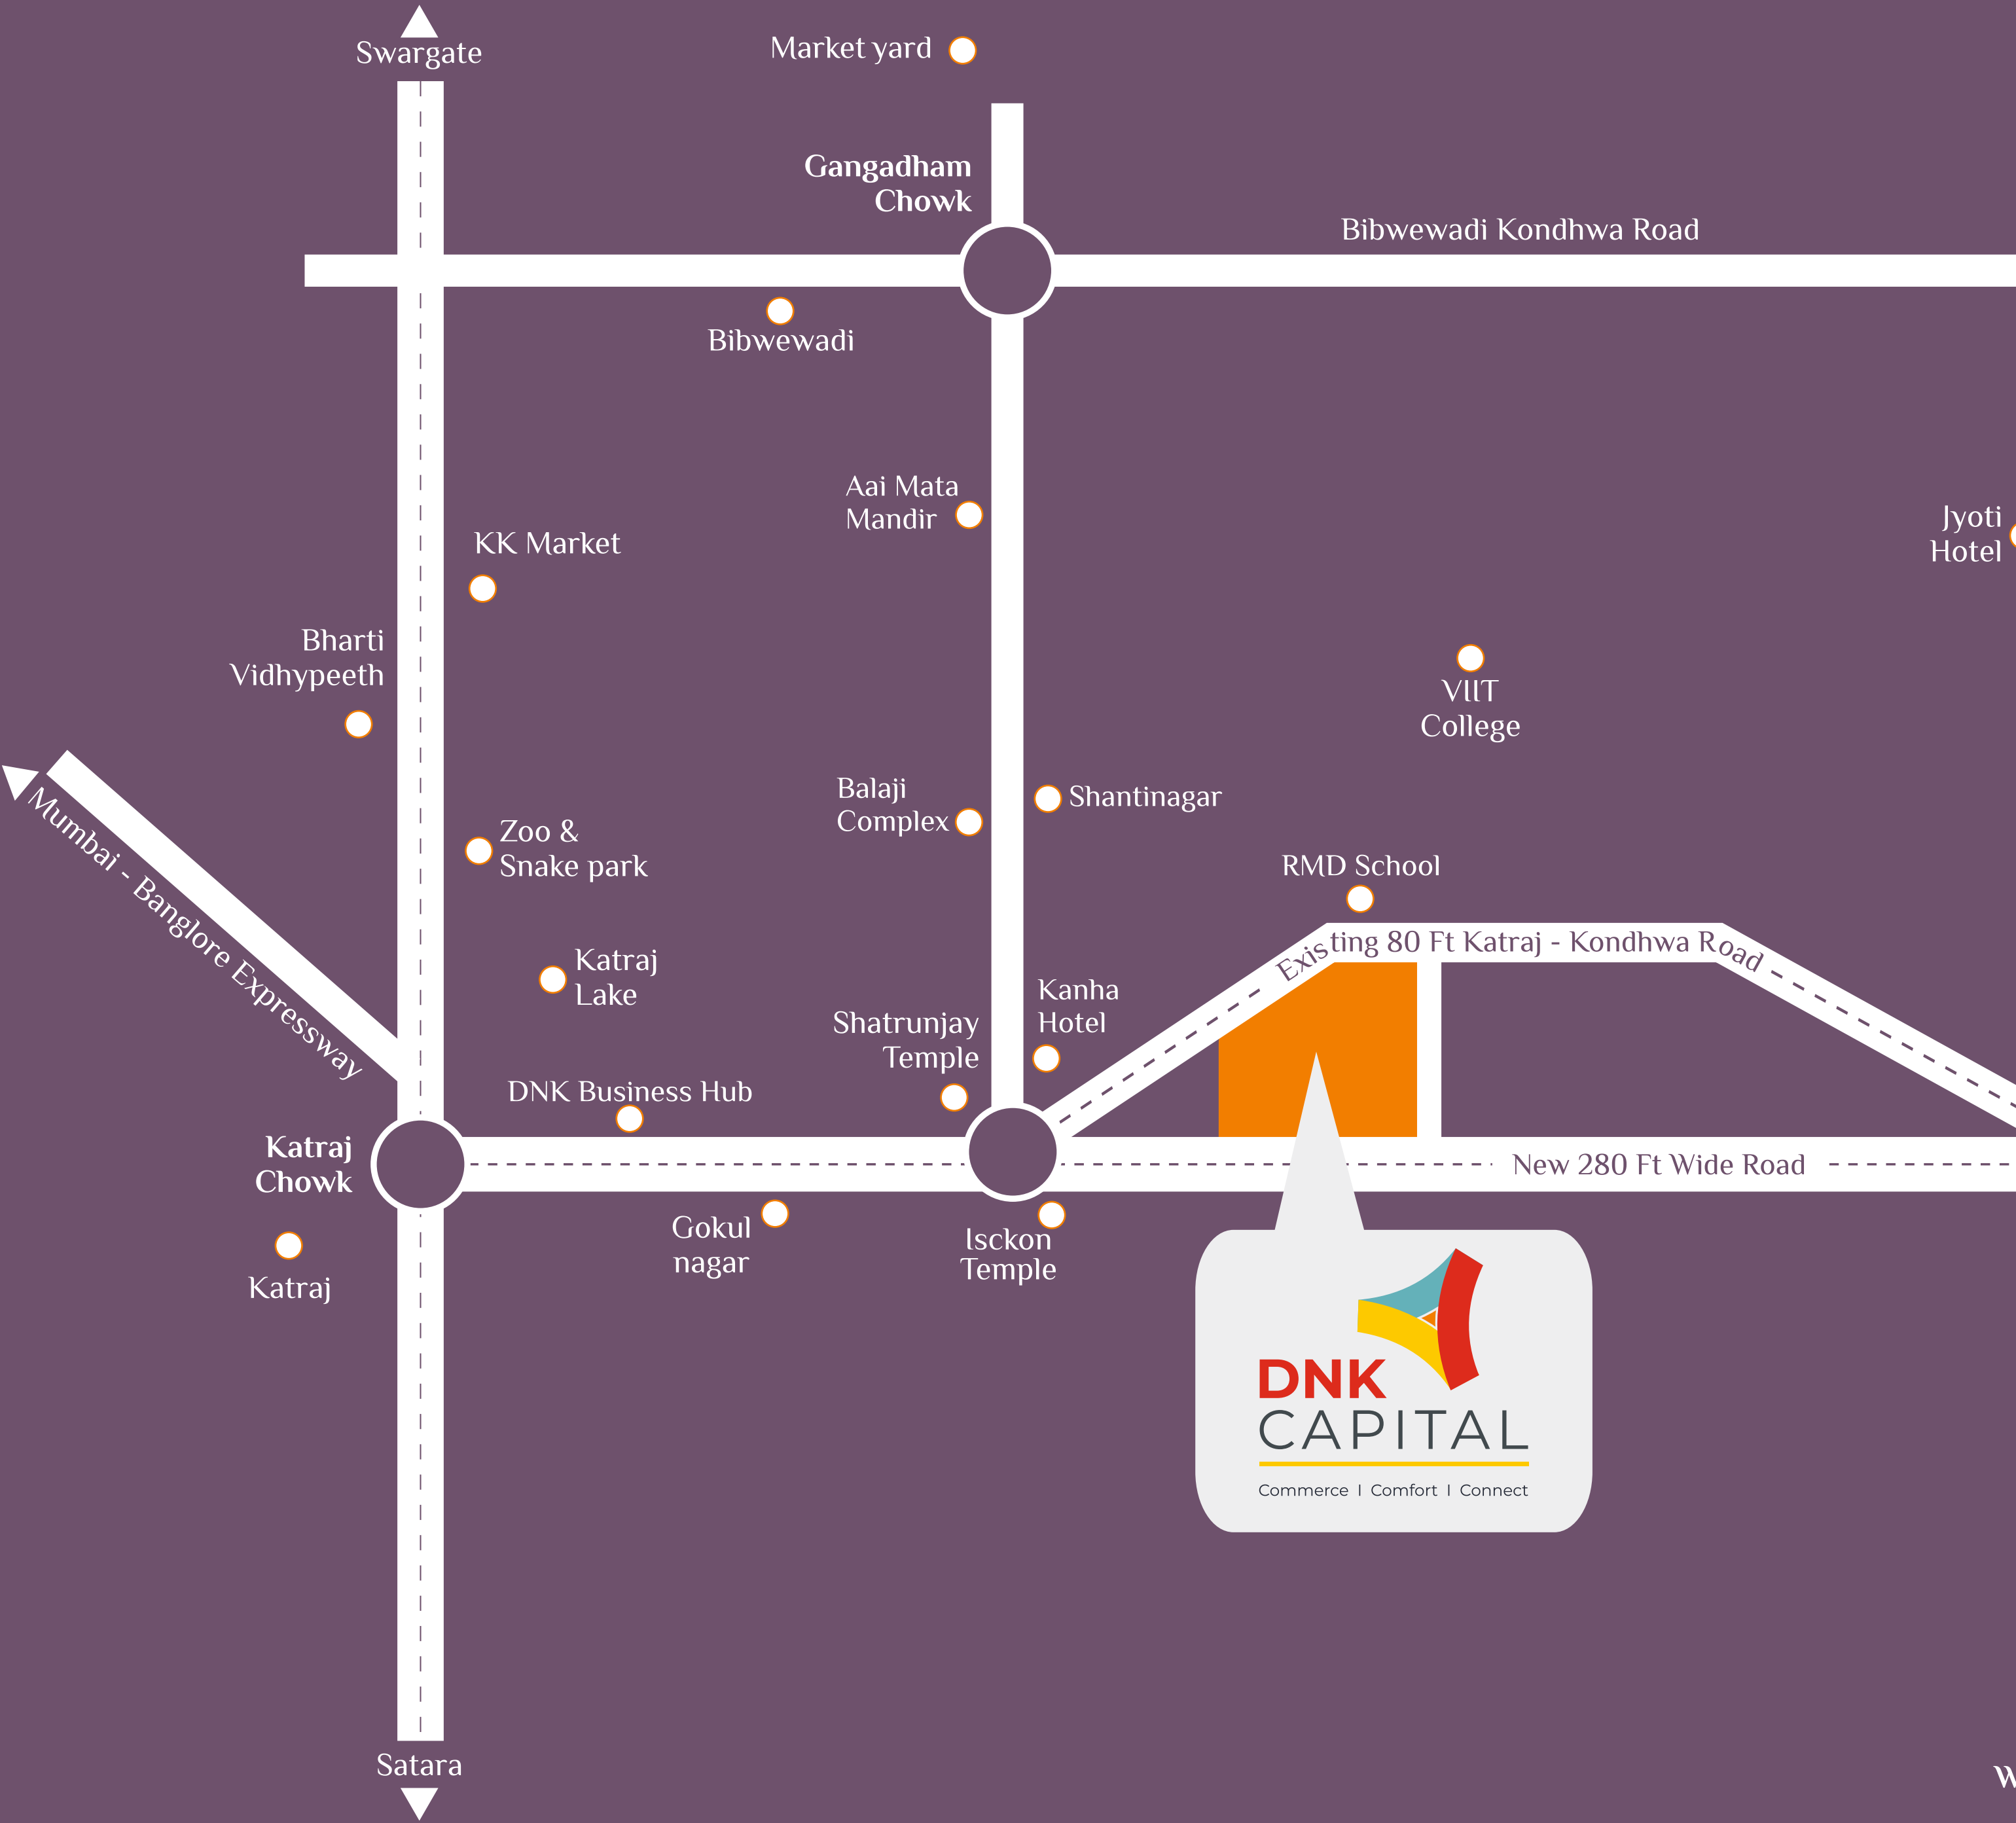 Swargate
Market yard
Gangadham
Chowk
Bibwewadi Kondhwa Road
Bibwewadi
Aai Mata
Mandir
Jyoti
Hotel
KK Market
Bharti
Vidhypeeth
VIIT
College
Balaji
Complex
Shantinagar
Zoo &
Snake park
RMD School
Mumbai - Banglore Expressway
Existing 80 Ft Katraj - Kondhwa Road
Katraj
Lake
Kanha
Hotel
Shatrunjay
Temple
DNK Business Hub
Katraj
Chowk
New 280 Ft Wide Road
Gokul
nagar
Isckon
Temple
Katraj
DNK
CAPITAL
Commerce | Comfort | Connect
Satara